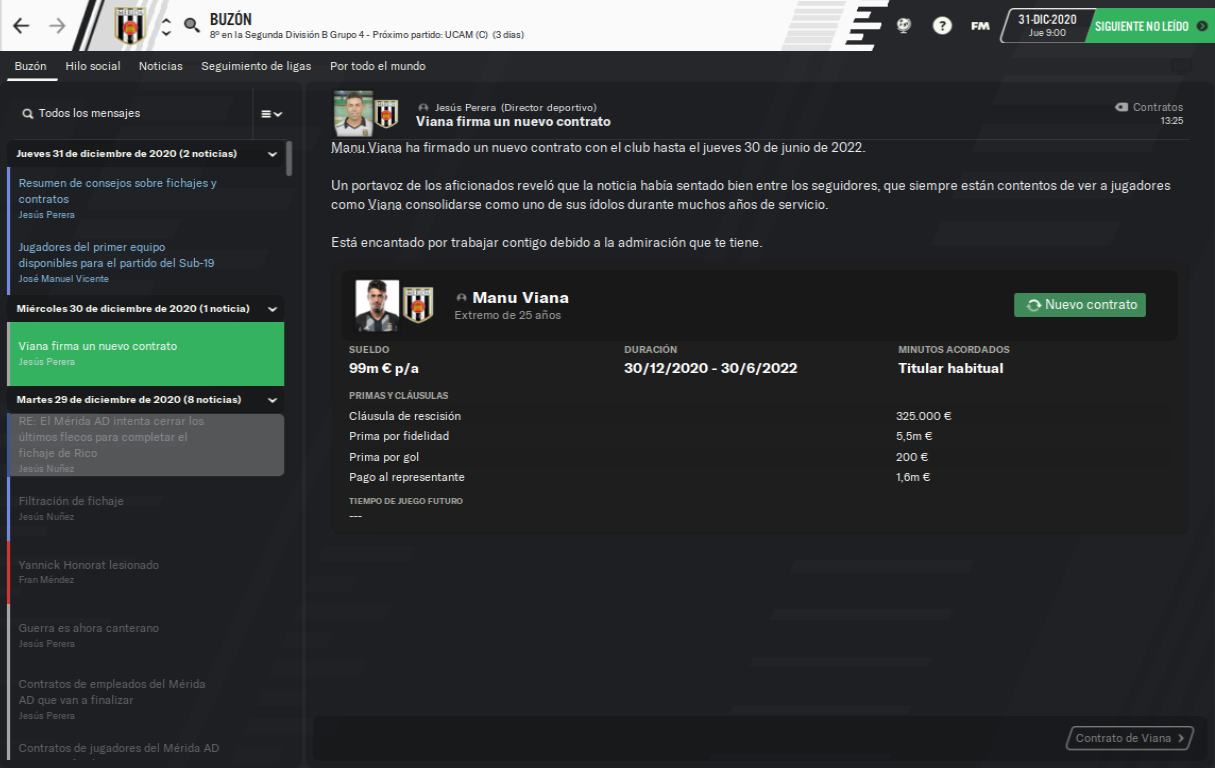 BUZÓN
8º en la Segunda División B Grupo 4 - Próximo partido: UCAM (C) (3 días)
?
FM
31-DIC-2020
Jue 9:00
SIGUIENTE NO LEÍDO
Buzón
Hilo social
Noticias
Seguimiento de ligas
Por todo el mundo
Todos los mensajes
Jueves 31 de diciembre de 2020 (2 noticias)
Resumen de consejos sobre fichajes y
contratos
Jesús Perera
Jugadores del primer equipo
disponibles para el partido del Sub-19
José Manuel Vicente
Miércoles 30 de diciembre de 2020 (1 noticia)
Viana firma un nuevo contrato
Jesús Perera
Martes 29 de diciembre de 2020 (8 noticias)
RE: El Mérida AD intenta cerrar los
últimos flecos para completar el
fichaje de Rico
Jesús Nuñez
Filtración de fichaje
Jesús Nuñez
Yannick Honorat lesionado
Fran Méndez
Guerra es ahora canterano
Jesús Perera
Contratos de empleados del Mérida
AD que van a finalizar
Jesús Perera
Contratos de jugadores del Mérida AD
Jesús Perera (Director deportivo)
Viana firma un nuevo contrato
Contratos
13:25
Manu Viana ha firmado un nuevo contrato con el club hasta el jueves 30 de junio de 2022.
Un portavoz de los aficionados reveló que la noticia había sentado bien entre los seguidores, que siempre están contentos de ver a jugadores
como Viana consolidarse como uno de sus ídolos durante muchos años de servicio.
Está encantado por trabajar contigo debido a la admiración que te tiene.
Manu Viana
Extremo de 25 años
Nuevo contrato
SUELDO
DURACIÓN
MINUTOS ACORDADOS
99m € p/a
30/12/2020 - 30/6/2022
Titular habitual
PRIMAS Y CLÁUSULAS
Cláusula de rescisión
325.000 €
Prima por fidelidad
5,5m €
Prima por gol
200 €
Pago al representante
1,6m €
TIEMPO DE JUEGO FUTURO
---
Contrato de Viana